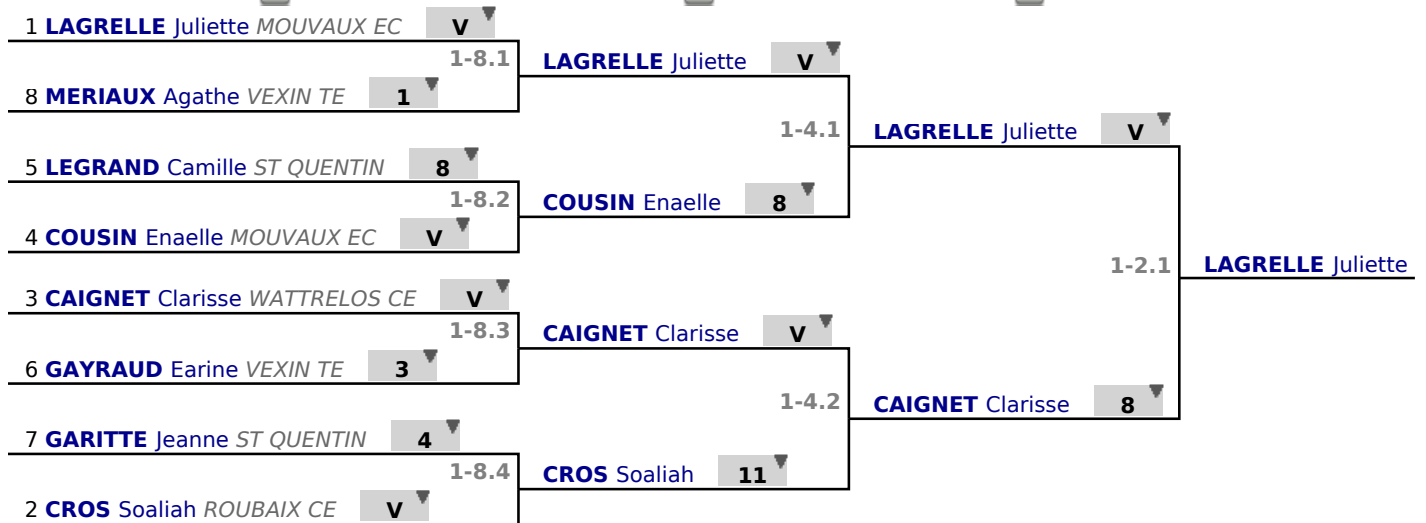 1 LAGRELLE Juliette MOUVAUX EC V
1-8.1
8 MERIAUX Agathe VEXIN TE 1
5 LEGRAND Camille ST QUENTIN 8
1-8.2
4 COUSIN Enaelle MOUVAUX EC V
3 CAIGNET Clarisse WATTRELOS CE V
1-8.3
6 GAYRAUD Earine VEXIN TE 3
7 GARITTE Jeanne ST QUENTIN 4
1-8.4
2 CROS Soaliah ROUBAIX CE V
LAGRELLE Juliette V
1-4.1
COUSIN Enaelle 8
CAIGNET Clarisse V
1-4.2
CROS Soaliah 11
LAGRELLE Juliette V
1-2.1
CAIGNET Clarisse 8
LAGRELLE Juliette